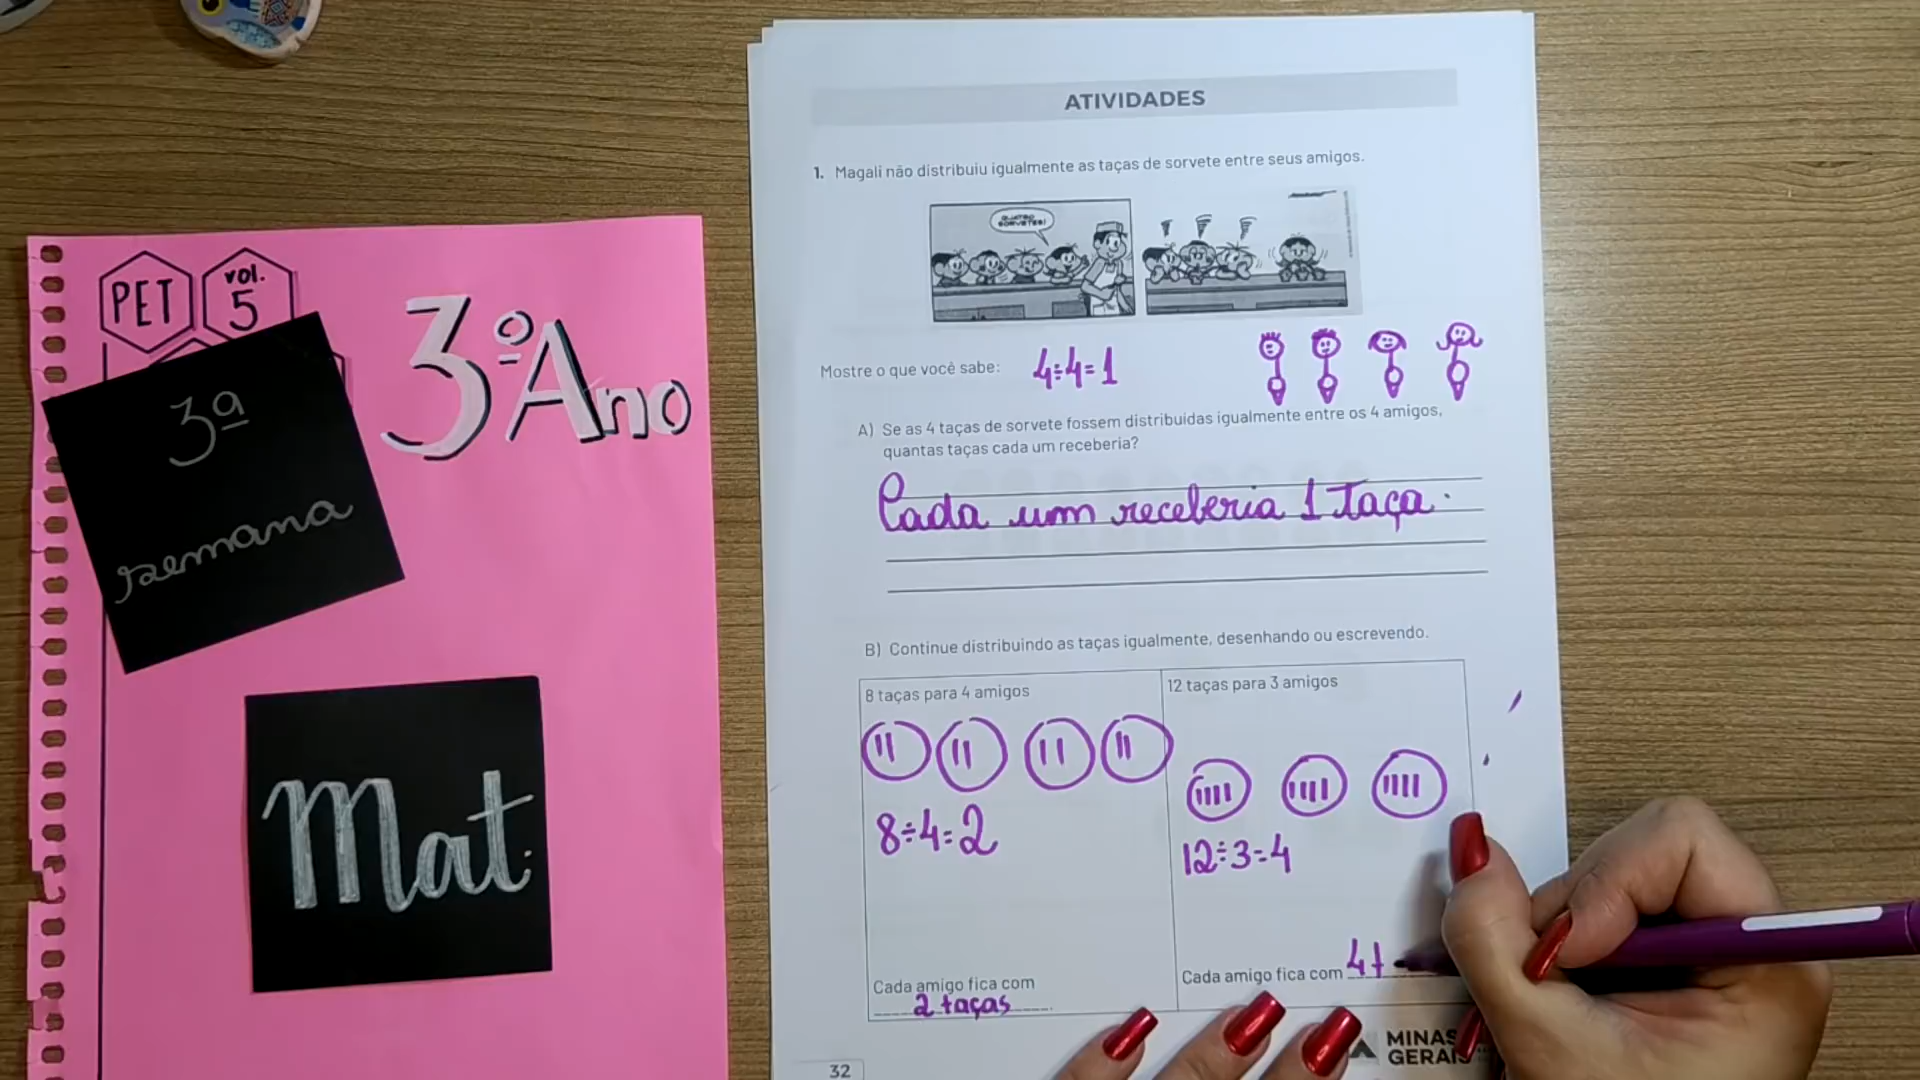 PET
vol.
5
3º Ano
3ª
semana
Mat.
ATIVIDADES
1. Magali não distribuiu igualmente as taças de sorvete entre seus amigos.
QUATRO
SORVETES!
Mostre o que você sabe: 4÷4=1
A) Se as 4 taças de sorvete fossem distribuidas igualmente entre os 4 amigos,
quantas taças cada um receberia?
Cada um receberia 1 taça.
B) Continue distribuindo as taças igualmente, desenhando ou escrevendo.
8 taças para 4 amigos
8÷4=2
Cada amigo fica com
2 taças
12 taças para 3 amigos
12÷3=4
Cada amigo fica com 4 t
32
MINAS
GERAIS